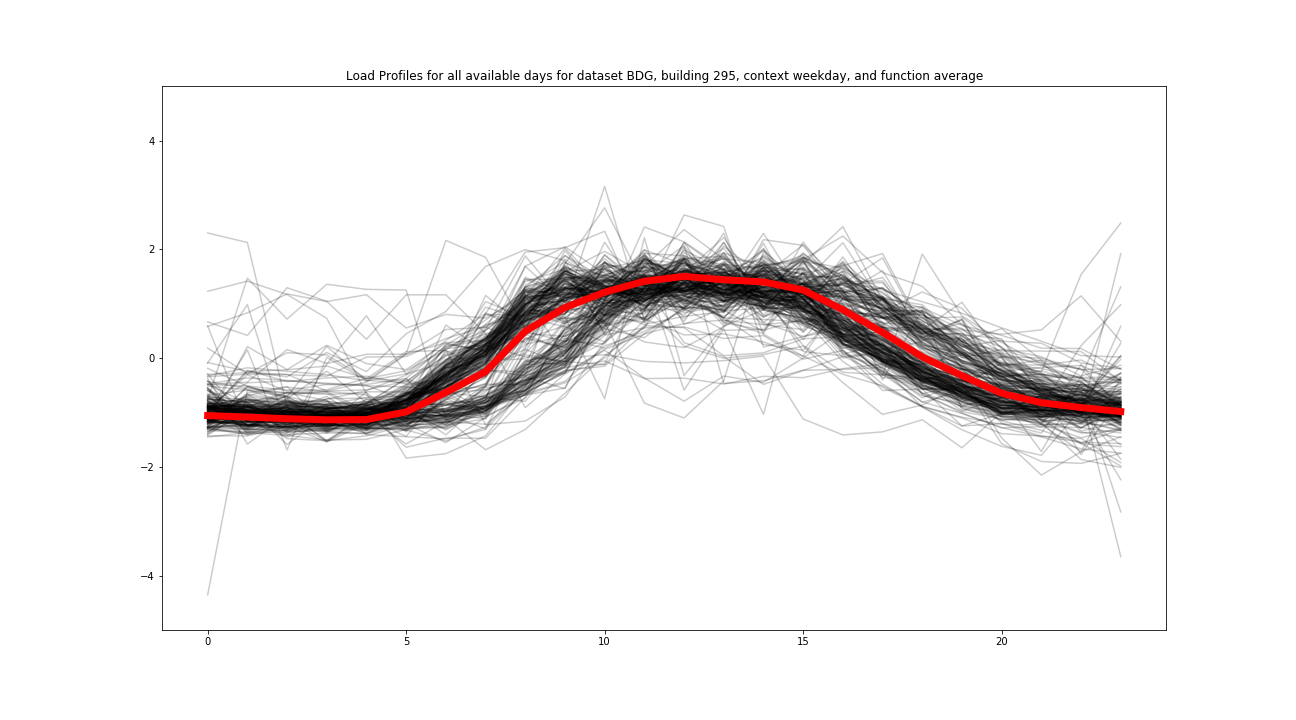 Load Profiles for all available days for dataset BDG, building 295, context weekday, and function average
4
2
0
−2
−4
0 5 10 15 20